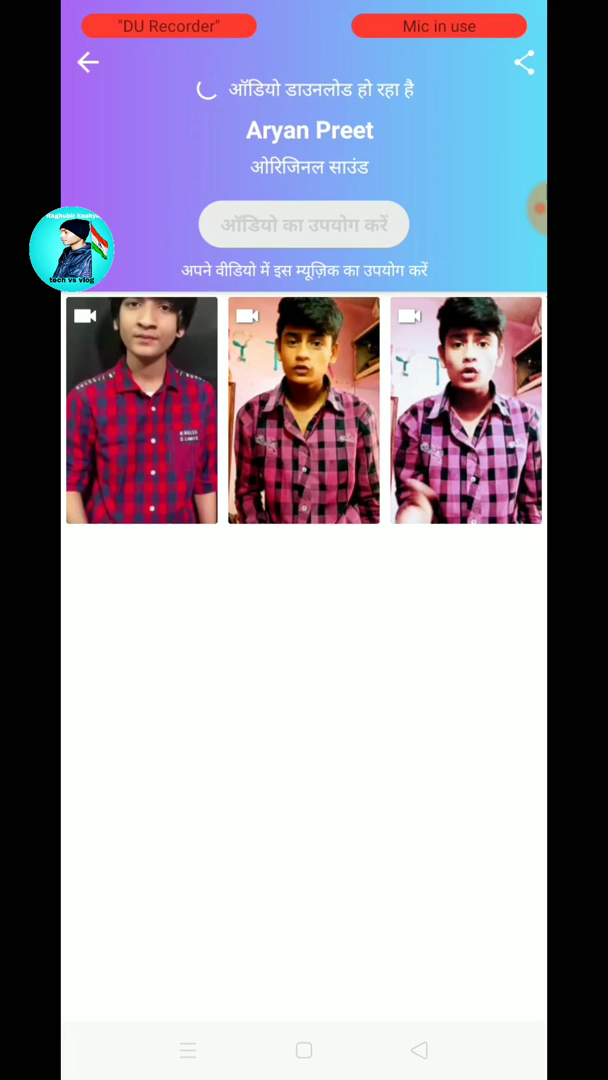 "DU Recorder"
Mic in use
ऑडियो डाउनलोड हो रहा है
Aryan Preet
ओरिजिनल साउंड
ऑडियो का उपयोग करें
अपने वीडियो में इस म्यूज़िक का उपयोग करें
tech vs vlog